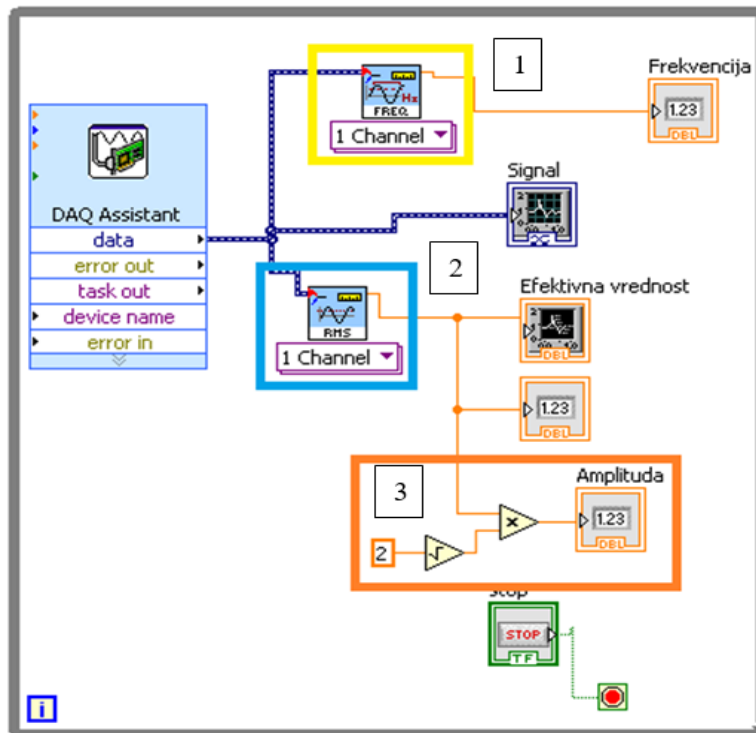 1
FREQ
Hz
1 Channel
Frekvencija
1.23
DBL
DAQ Assistant
data
error out
task out
device name
error in
Signal
2
RMS
1 Channel
Efektivna vrednost
DBL
1.23
DBL
3
Amplituda
1.23
DBL
2
√
x
Stop
STOP
TF
i